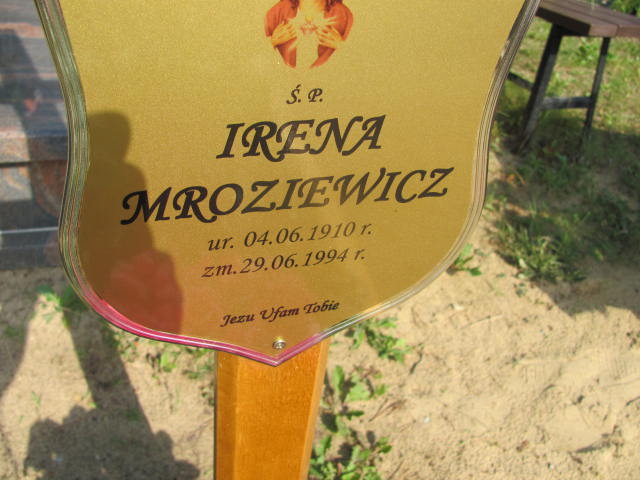 Ś. P.
IRENA
MROZIEWICZ
ur. 04.06.1910 r.
zm.29.06.1994 r.
Jezu Ufam Tobie